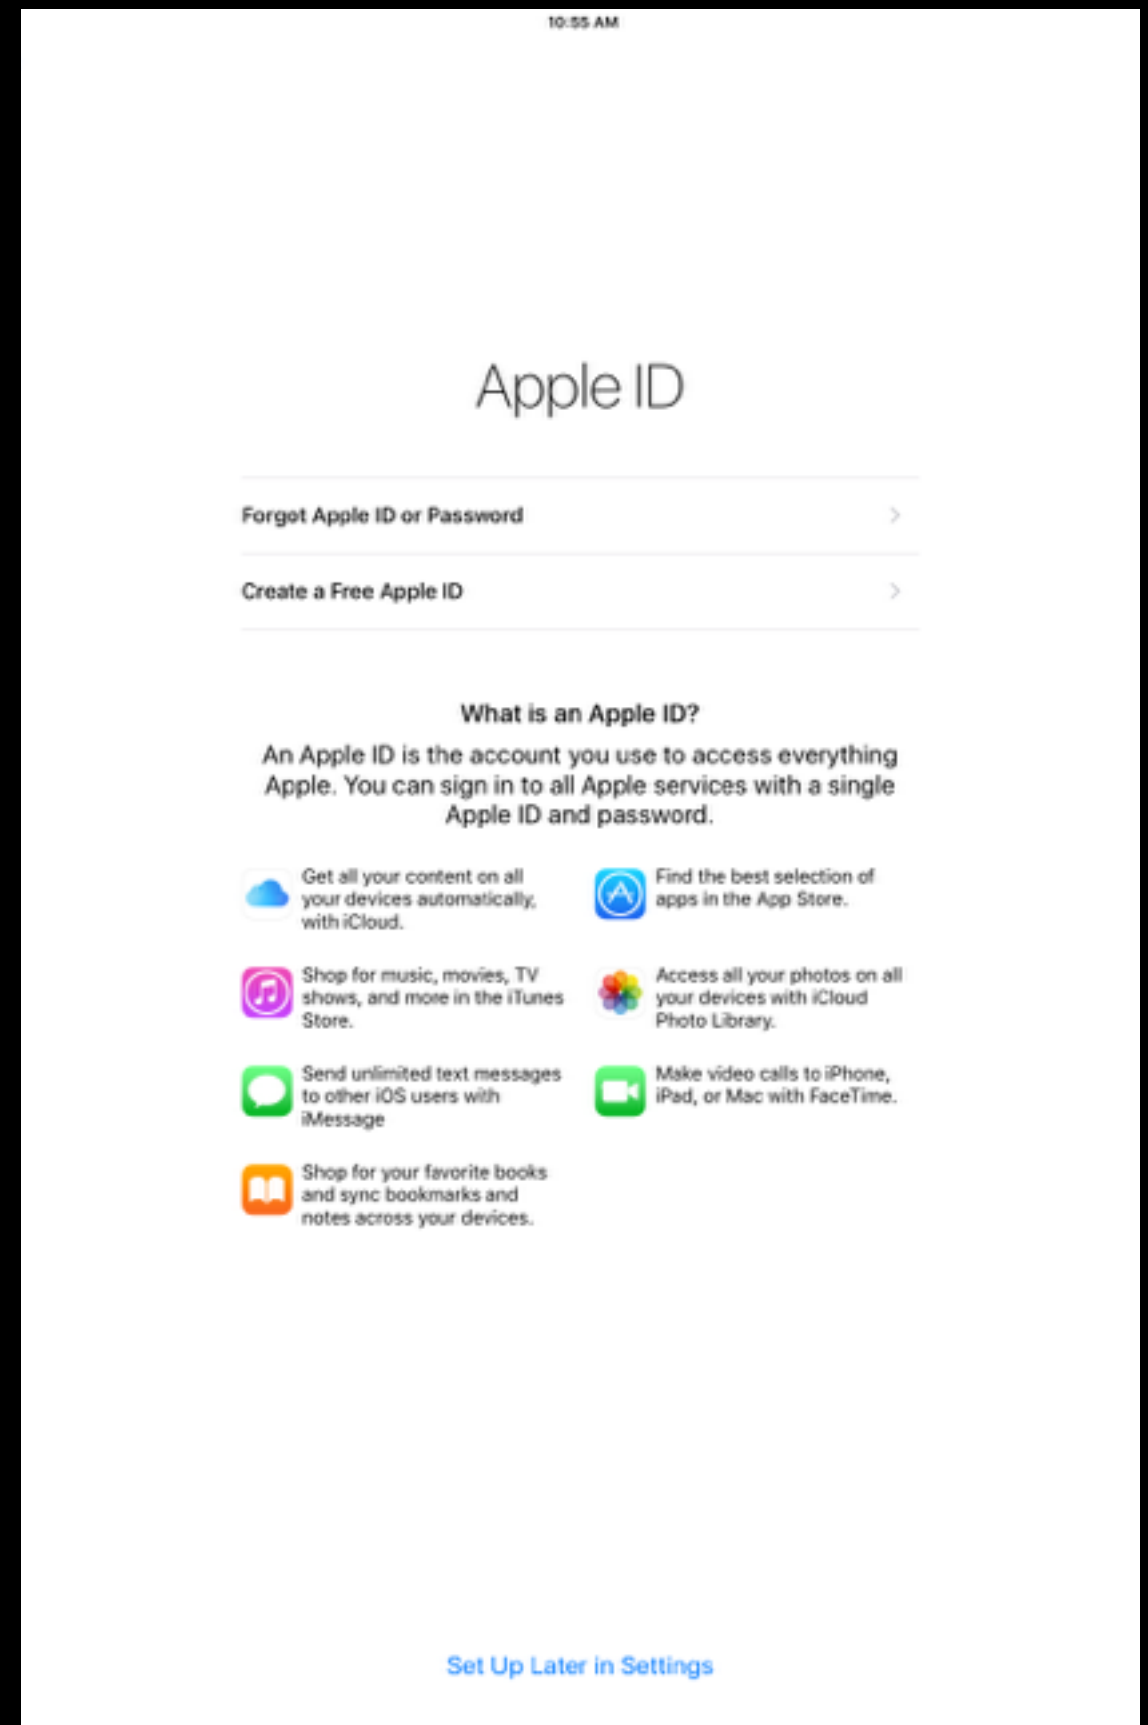 10:55 AM
Apple ID
Forgot Apple ID or Password
Create a Free Apple ID
What is an Apple ID?
An Apple ID is the account you use to access everything
Apple. You can sign in to all Apple services with a single
Apple ID and password.
Get all your content on all
your devices automatically,
with iCloud.
Find the best selection of
apps in the App Store.
Shop for music, movies, TV
shows, and more in the iTunes
Store.
Access all your photos on all
your devices with iCloud
Photo Library.
Send unlimited text messages
to other iOS users with
iMessage
Make video calls to iPhone,
iPad, or Mac with FaceTime.
Shop for your favorite books
and sync bookmarks and
notes across your devices.
Set Up Later in Settings